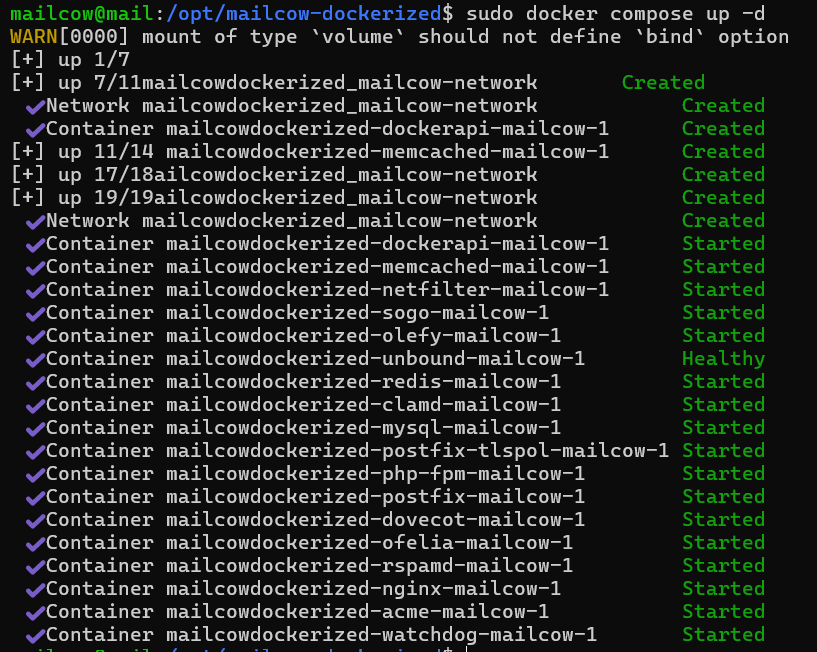 mailcow@mail:/opt/mailcow-dockerized$ sudo docker compose up -d
WARN[0000] mount of type `volume` should not define `bind` option
[+] up 1/7
[+] up 7/11mailcowdockerized_mailcow-network Created
✔Network mailcowdockerized_mailcow-network Created
✔Container mailcowdockerized-dockerapi-mailcow-1 Created
[+] up 11/14 mailcowdockerized-memcached-mailcow-1 Created
[+] up 17/18ailcowdockerized_mailcow-network Created
[+] up 19/19ailcowdockerized_mailcow-network Created
✔Network mailcowdockerized_mailcow-network Created
✔Container mailcowdockerized-dockerapi-mailcow-1 Started
✔Container mailcowdockerized-memcached-mailcow-1 Started
✔Container mailcowdockerized-netfilter-mailcow-1 Started
✔Container mailcowdockerized-sogo-mailcow-1 Started
✔Container mailcowdockerized-olefy-mailcow-1 Started
✔Container mailcowdockerized-unbound-mailcow-1 Healthy
✔Container mailcowdockerized-redis-mailcow-1 Started
✔Container mailcowdockerized-clamd-mailcow-1 Started
✔Container mailcowdockerized-mysql-mailcow-1 Started
✔Container mailcowdockerized-postfix-tlspol-mailcow-1 Started
✔Container mailcowdockerized-php-fpm-mailcow-1 Started
✔Container mailcowdockerized-postfix-mailcow-1 Started
✔Container mailcowdockerized-dovecot-mailcow-1 Started
✔Container mailcowdockerized-ofelia-mailcow-1 Started
✔Container mailcowdockerized-rspamd-mailcow-1 Started
✔Container mailcowdockerized-nginx-mailcow-1 Started
✔Container mailcowdockerized-acme-mailcow-1 Started
✔Container mailcowdockerized-watchdog-mailcow-1 Started
mailcow@mail:/opt/mailcow-dockerized$